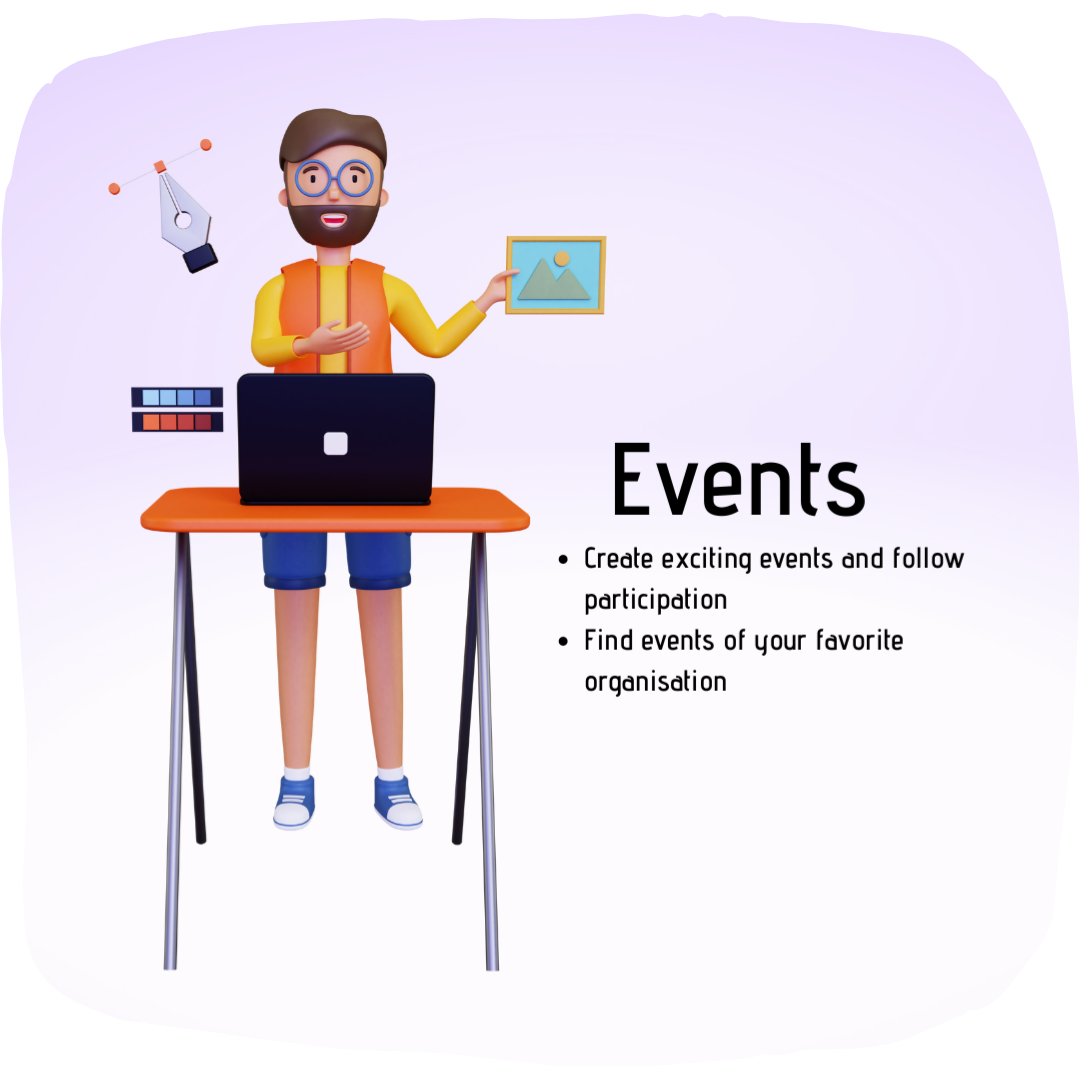 Events
• Create exciting events and follow
participation
• Find events of your favorite
organisation